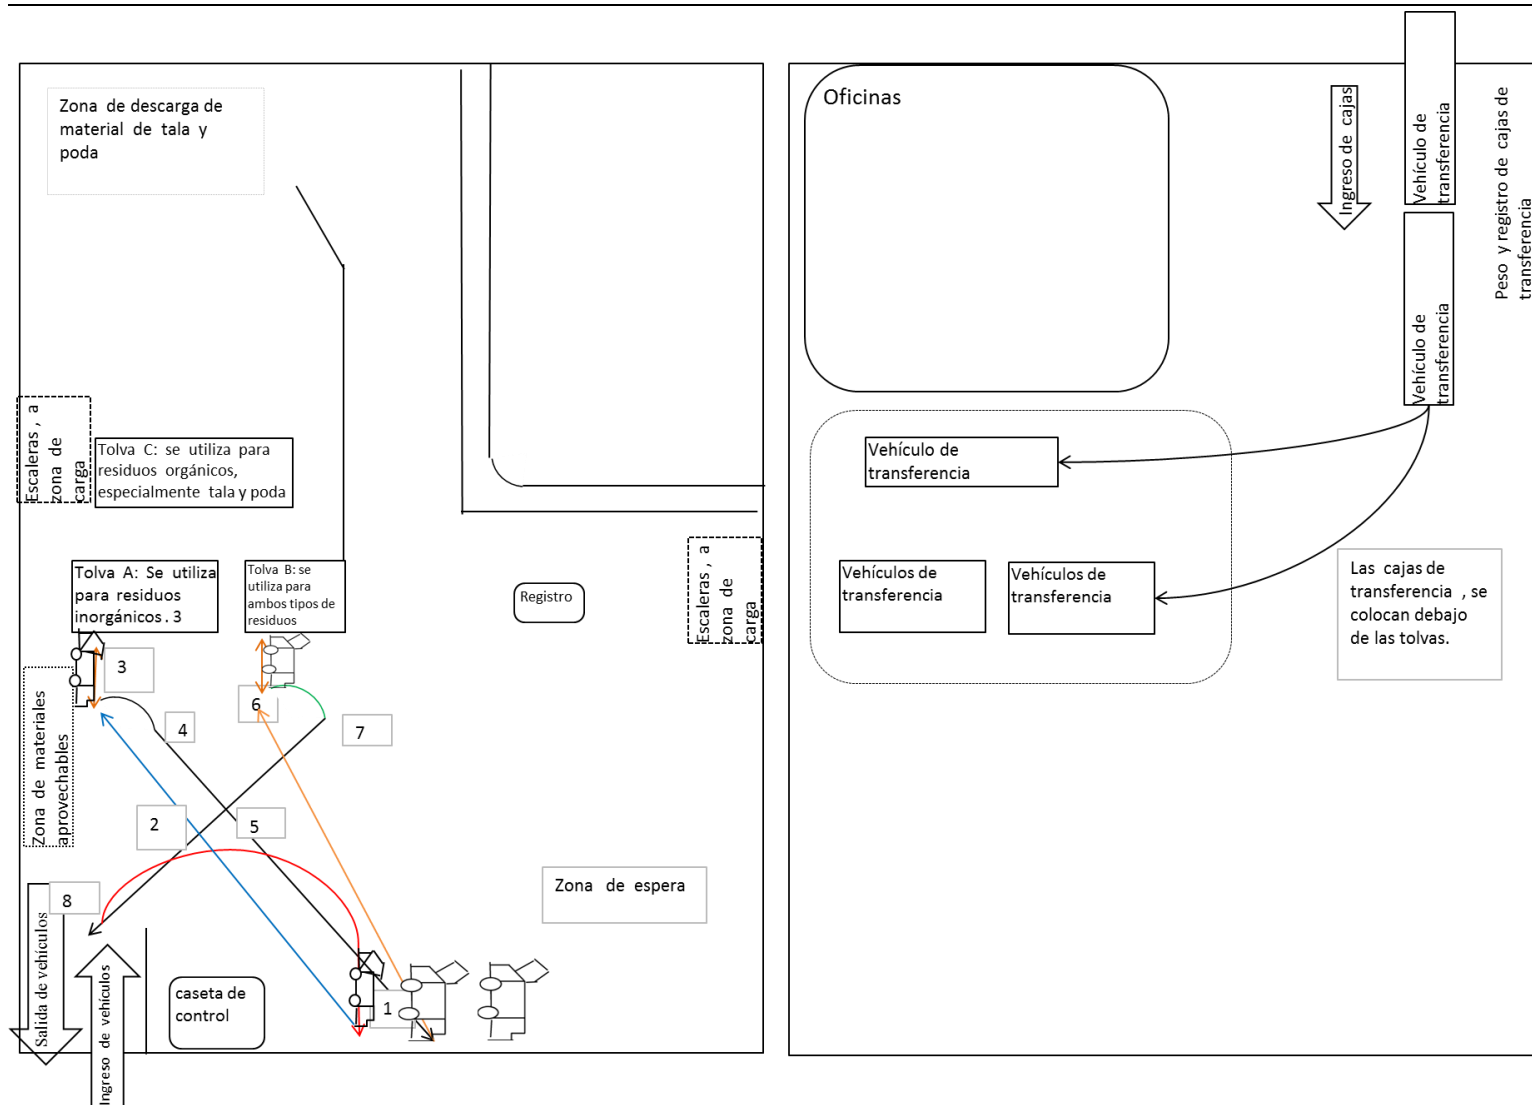 Zona de descarga de
material de tala y
poda
Escaleras , a
zona de
carga
Tolva C: se utiliza para
residuos orgánicos,
especialmente tala y poda
Tolva A: Se utiliza
para residuos
inorgánicos . 3
Tolva B: se
utiliza para
ambos tipos de
residuos
Registro
Escaleras , a
zona de
carga
3
6
4
7
Zona de materiales
aprovechables
2
5
Zona de espera
8
Salida de vehículos
Ingreso de vehículos
caseta de
control
1
Oficinas
Ingreso de cajas
Vehículo de
transferencia
Peso y registro de cajas de
transferencia
Vehículo de
transferencia
Vehículo de
transferencia
Vehículos de
transferencia
Vehículos de
transferencia
Las cajas de
transferencia , se
colocan debajo
de las tolvas.